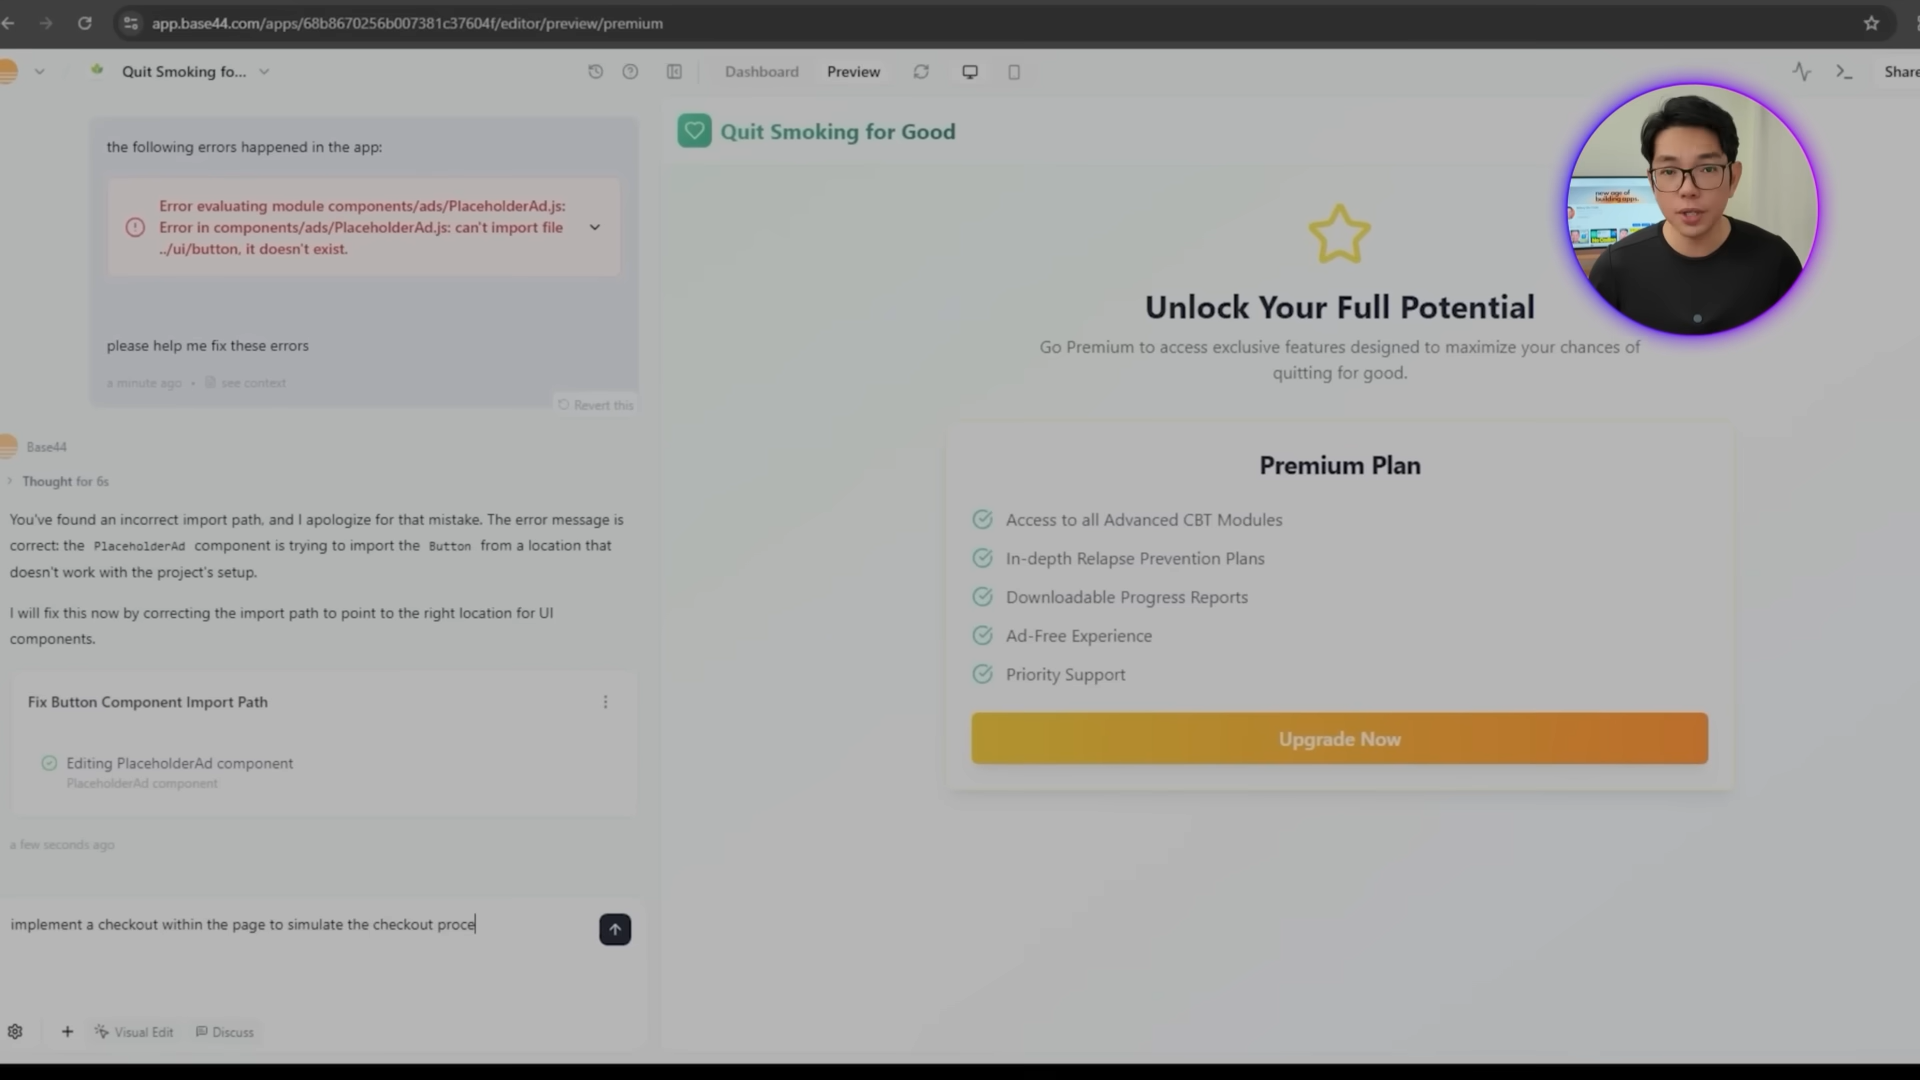 app.base44.com/apps/68b8670256b007381c37604f/editor/preview/premium
Quit Smoking fo...
Dashboard
Preview
Share
the following errors happened in the app:
Error evaluating module components/ads/PlaceholderAd.js:
Error in components/ads/PlaceholderAd.js: can't import file
../ui/button, it doesn't exist.
please help me fix these errors
a minute ago • see context
Revert this
Base44
Thought for 6s
You've found an incorrect import path, and I apologize for that mistake. The error message is
correct: the PlaceholderAd component is trying to import the Button from a location that
doesn't work with the project's setup.
I will fix this now by correcting the import path to point to the right location for UI
components.
Fix Button Component Import Path
Editing PlaceholderAd component
PlaceholderAd component
a few seconds ago
implement a checkout within the page to simulate the checkout proce
Visual Edit
Discuss
Quit Smoking for Good
Unlock Your Full Potential
Go Premium to access exclusive features designed to maximize your chances of
quitting for good.
Premium Plan
Access to all Advanced CBT Modules
In-depth Relapse Prevention Plans
Downloadable Progress Reports
Ad-Free Experience
Priority Support
Upgrade Now
new age of
building apps.